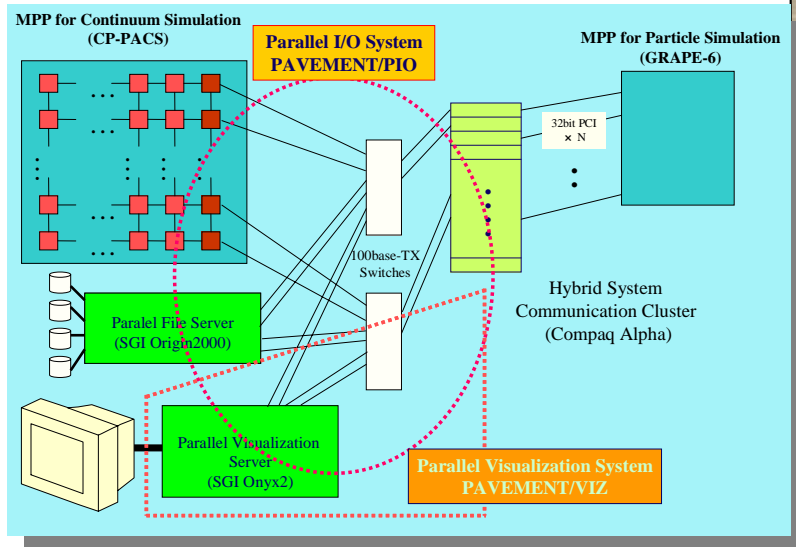 MPP for Continuum Simulation
(CP-PACS)
Parallel I/O System
PAVEMENT/PIO
MPP for Particle Simulation
(GRAPE-6)
32bit PCI
× N
100base-TX
Switches
Hybrid System
Communication Cluster
(Compaq Alpha)
Paralel File Server
(SGI Origin2000)
Parallel Visualization
Server
(SGI Onyx2)
Parallel Visualization System
PAVEMENT/VIZ